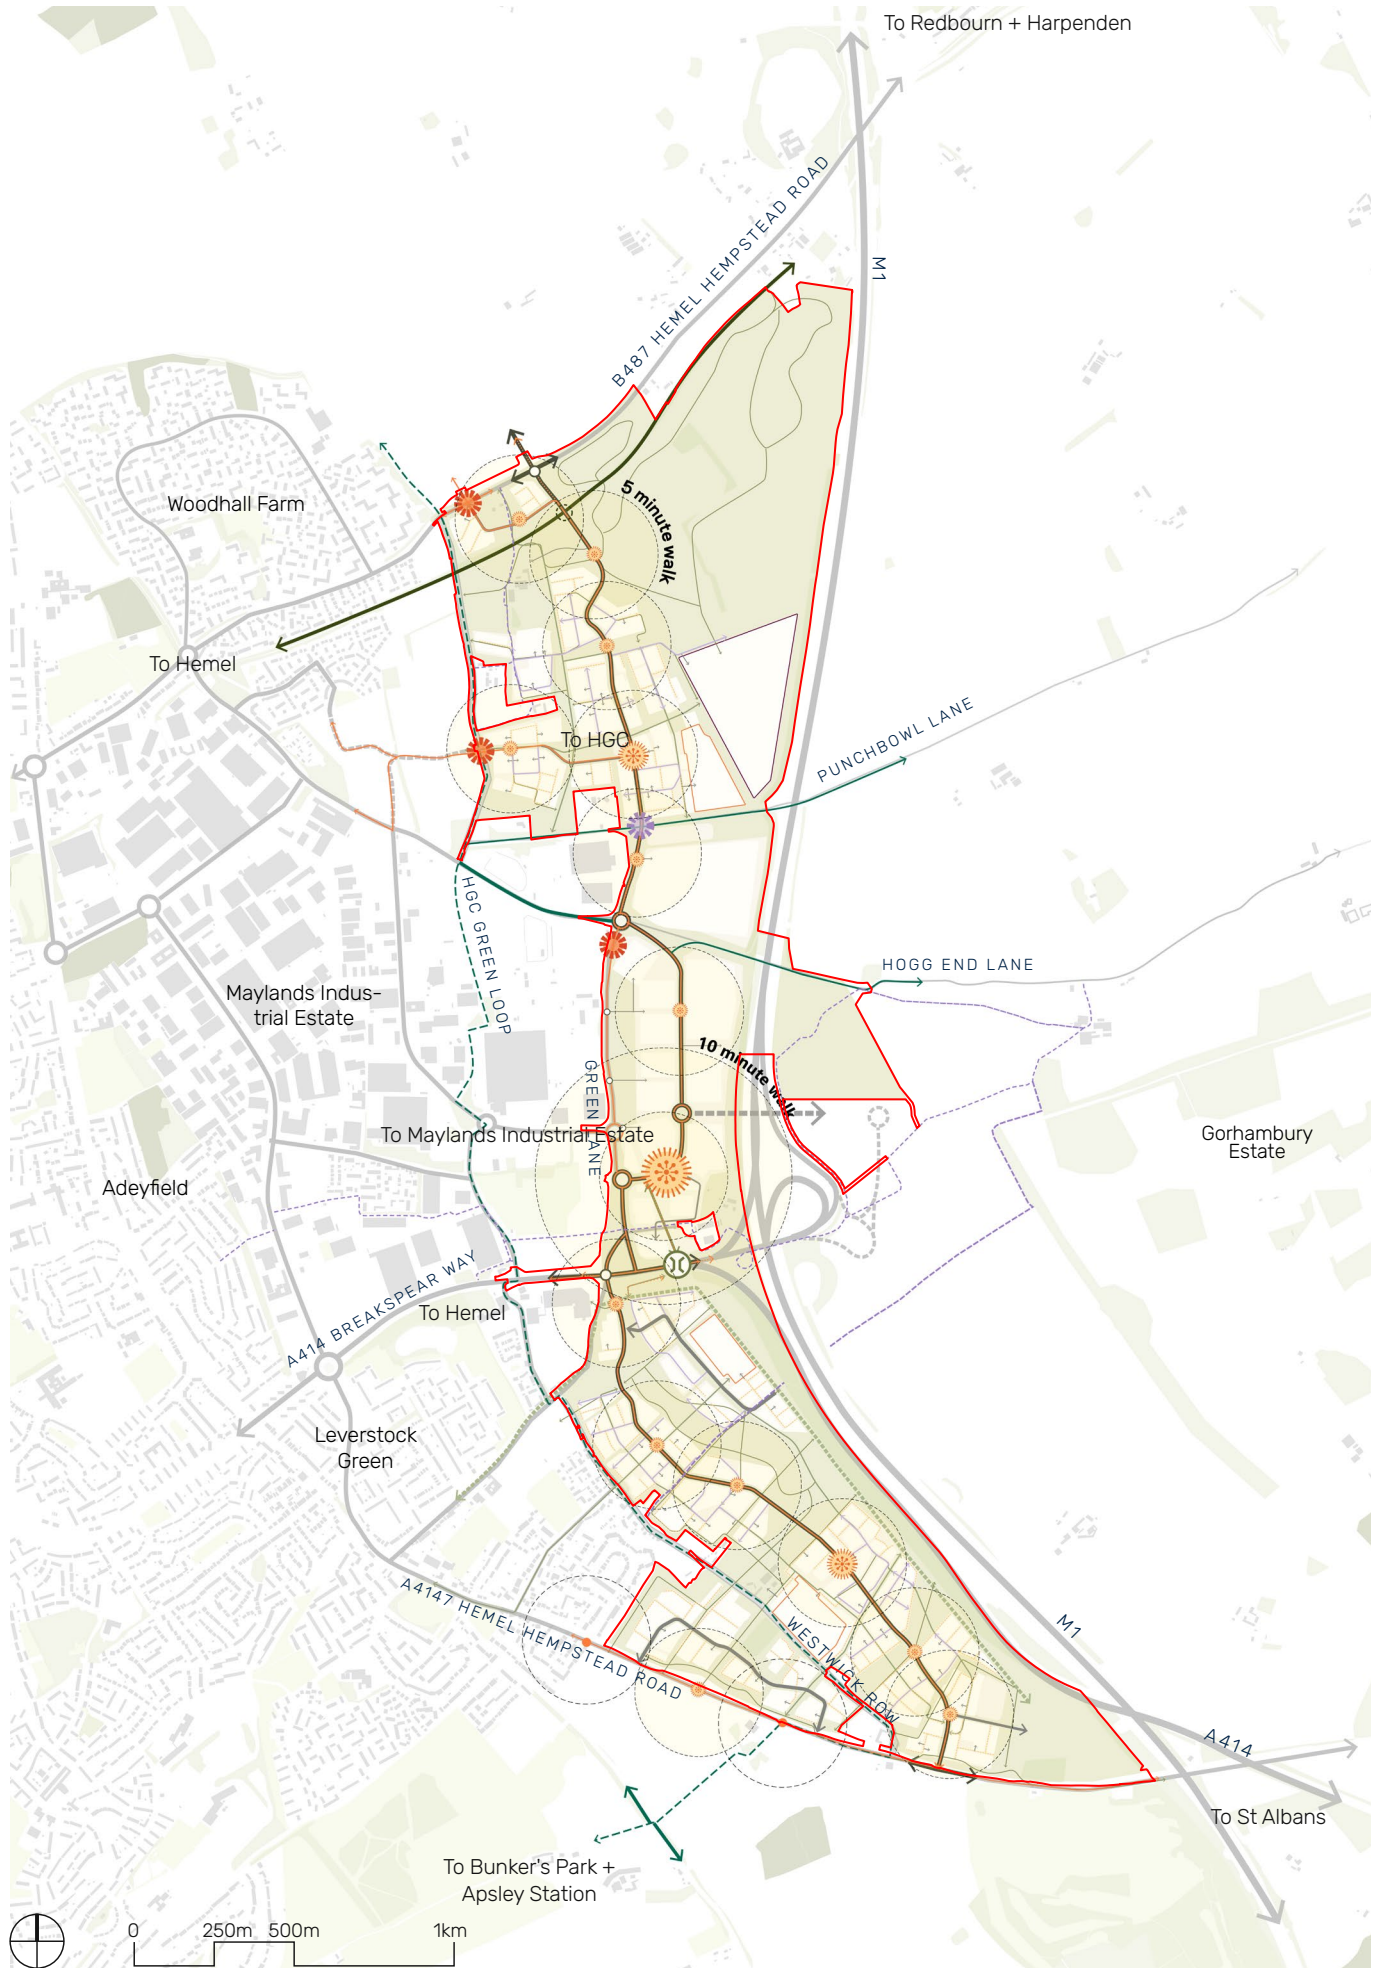 To Redbourn + Harpenden
B487 HEMEL HEMPSTEAD ROAD
M1
Woodhall Farm
5 minute walk
To Hemel
To HGC
PUNCHBOWL LANE
HGC GREEN LOOP
HOGG END LANE
Maylands Indus-
trial Estate
10 minute walk
GREEN LANE
To Maylands Industrial Estate
Gorhambury
Estate
Adeyfield
A414 BREAKSPEAR WAY
To Hemel
Leverstock
Green
A4147 HEMEL HEMPSTEAD ROAD
WESTWICK ROW
M1
A414
To St Albans
To Bunker's Park +
Apsley Station
0 250m 500m 1km